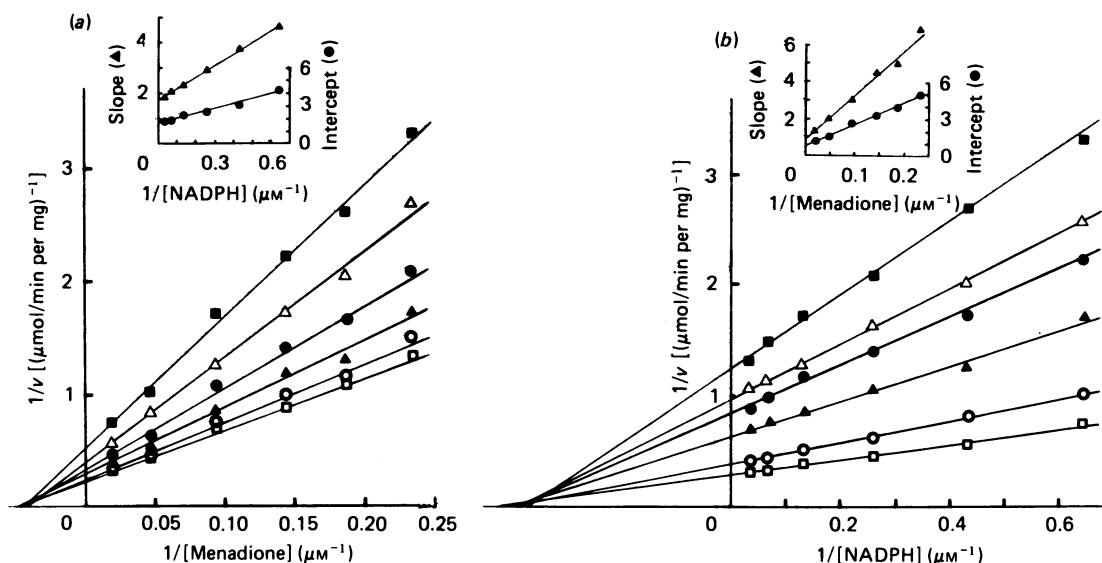 (a)
Slope (▲)
4
2
0
0.3
0.6
6
3
0
Intercept (●)
1/[NADPH] (μM⁻¹)
1/v [(μmol/min per mg)⁻¹]
3
2
1
0
0.05
0.10
0.15
0.20
0.25
1/[Menadione] (μM⁻¹)
(b)
Slope (▲)
6
4
2
0
0.1
0.2
6
3
0
Intercept (●)
1/[Menadione] (μM⁻¹)
1/v [(μmol/min per mg)⁻¹]
3
2
1
0
0.2
0.4
0.6
1/[NADPH] (μM⁻¹)